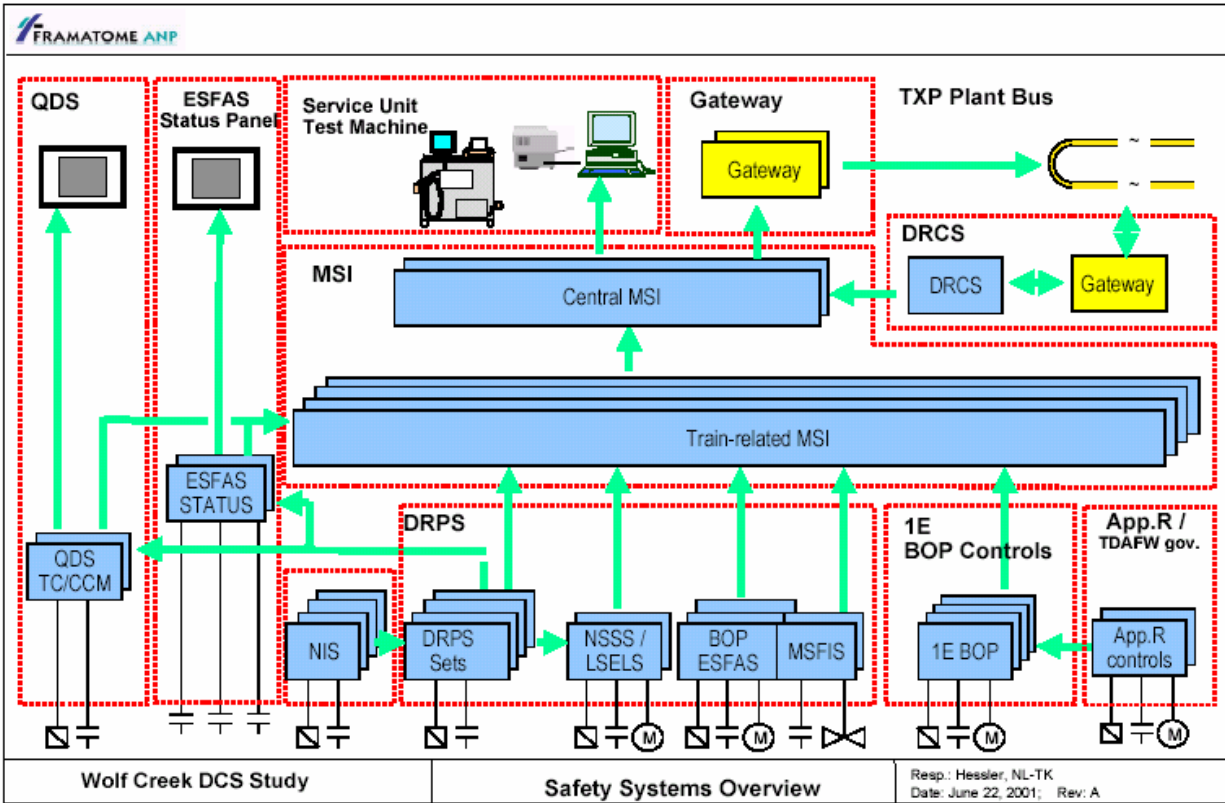 FRAMATOME ANP
QDS
ESFAS
Status Panel
Service Unit
Test Machine
Gateway
Gateway
TXP Plant Bus
~
~
DRCS
DRCS
Gateway
MSI
Central MSI
Train-related MSI
ESFAS
STATUS
QDS
TC/CCM
DRPS
NIS
DRPS
Sets
NSSS /
LSELS
BOP
ESFAS
MSFIS
1E
BOP Controls
1E BOP
App.R /
TDAFW gov.
App.R
controls
M
M
M
M
Wolf Creek DCS Study
Safety Systems Overview
Resp.: Hessler, NL-TK
Date: June 22, 2001; Rev: A